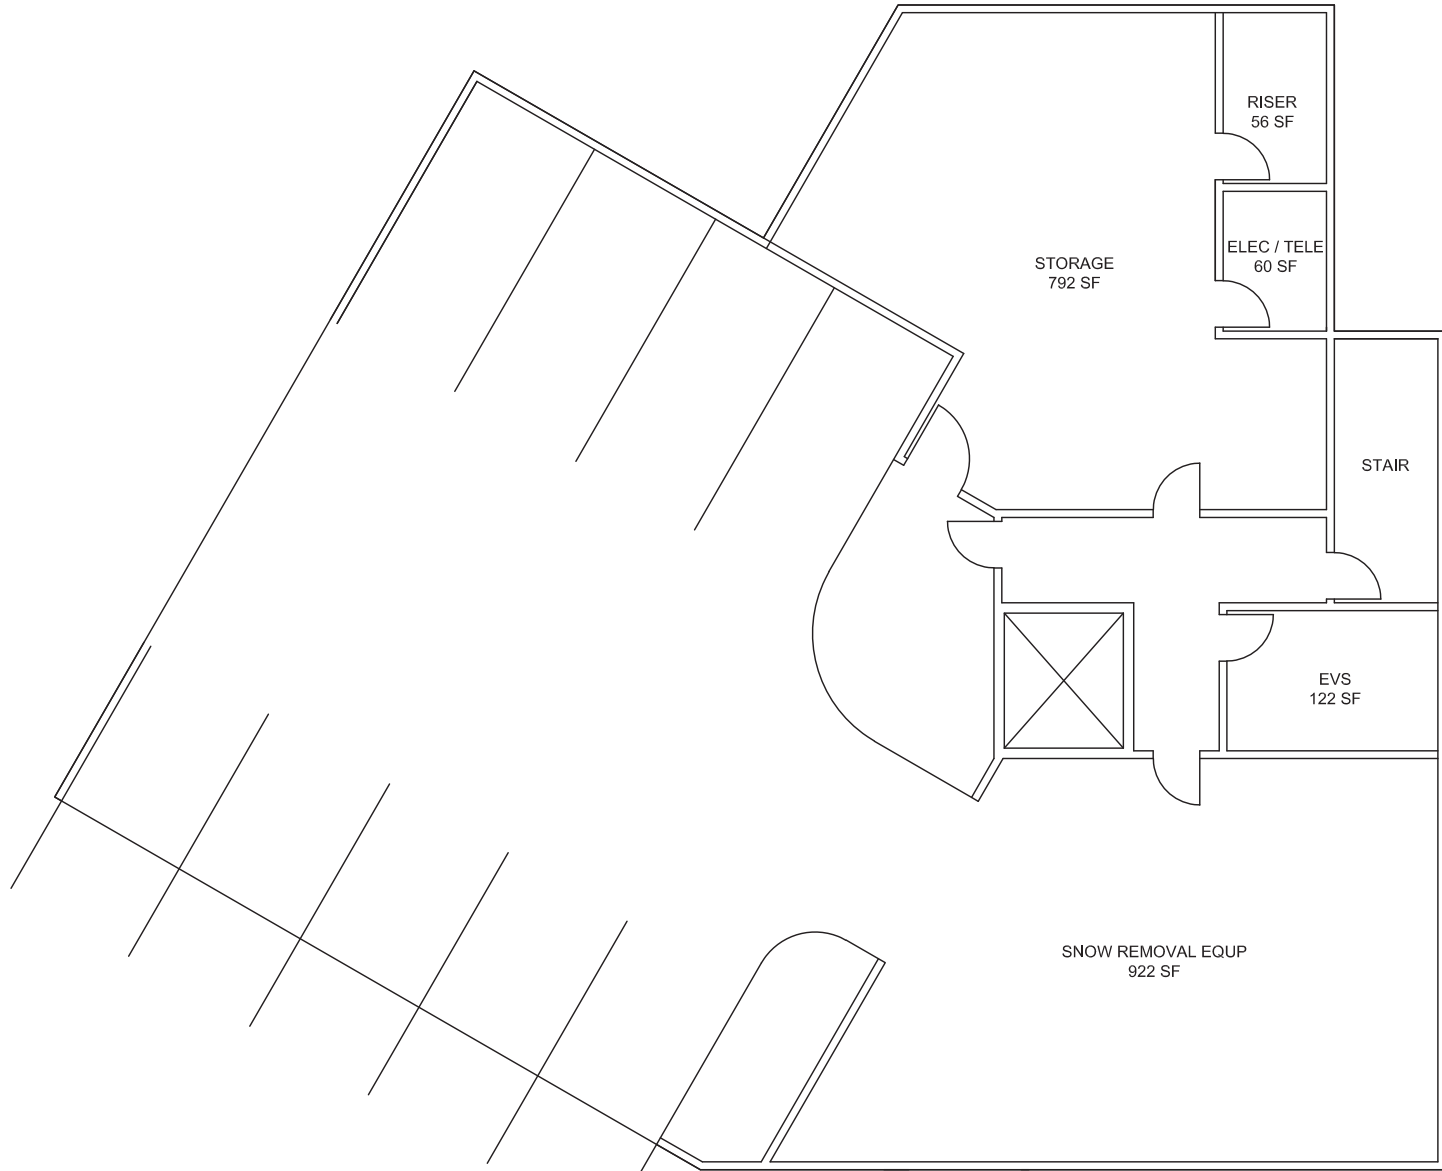 RISER
56 SF
ELEC / TELE
60 SF
STORAGE
792 SF
STAIR
EVS
122 SF
SNOW REMOVAL EQUP
922 SF